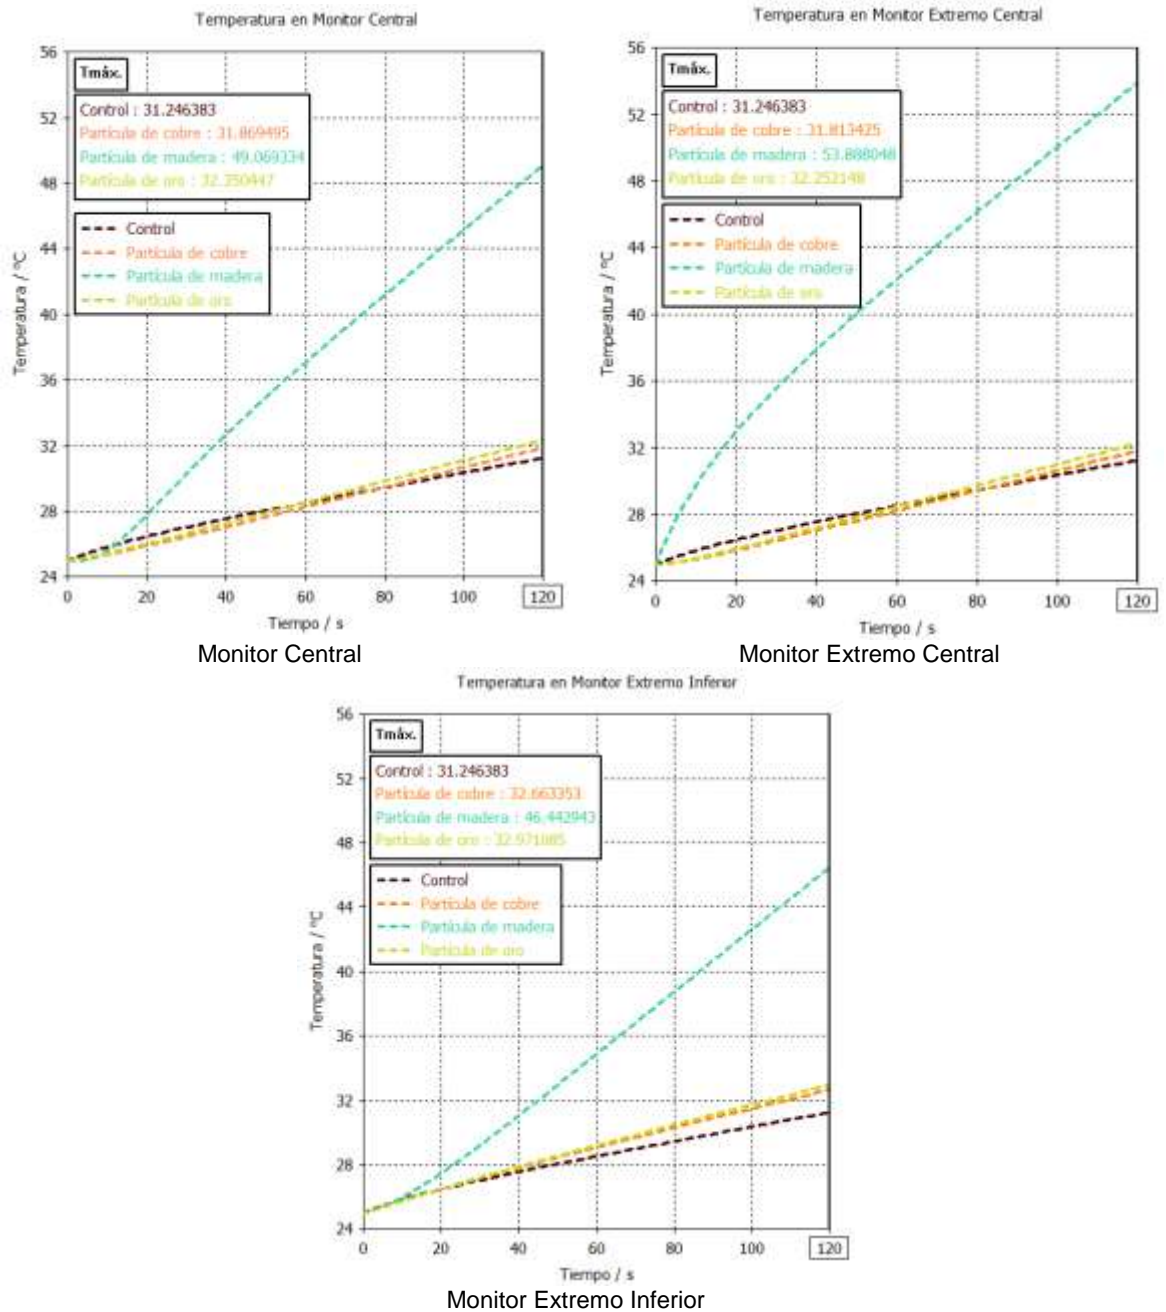 Temperatura en Monitor Central
56
52
48
44
40
36
32
28
24
Temperatura / ºC
Tmáx.
Control : 31.246383
Partícula de cobre : 31.869495
Partícula de madera : 49.069334
Partícula de oro : 32.350447
Control
Partícula de cobre
Partícula de madera
Partícula de oro
0 20 40 60 80 100 120
Tiempo / s
Monitor Central
Temperatura en Monitor Extremo Central
56
52
48
44
40
36
32
28
24
Temperatura / ºC
Tmáx.
Control : 31.246383
Partícula de cobre : 31.813425
Partícula de madera : 53.888048
Partícula de oro : 32.252148
Control
Partícula de cobre
Partícula de madera
Partícula de oro
0 20 40 60 80 100 120
Tiempo / s
Monitor Extremo Central
Temperatura en Monitor Extremo Inferior
56
52
48
44
40
36
32
28
24
Temperatura / ºC
Tmáx.
Control : 31.246383
Partícula de cobre : 32.663353
Partícula de madera : 46.442943
Partícula de oro :
Control
Partícula de cobre
Partícula de madera
Partícula de oro
0 20 40 60 80 100 120
Tiempo / s
Monitor Extremo Inferior